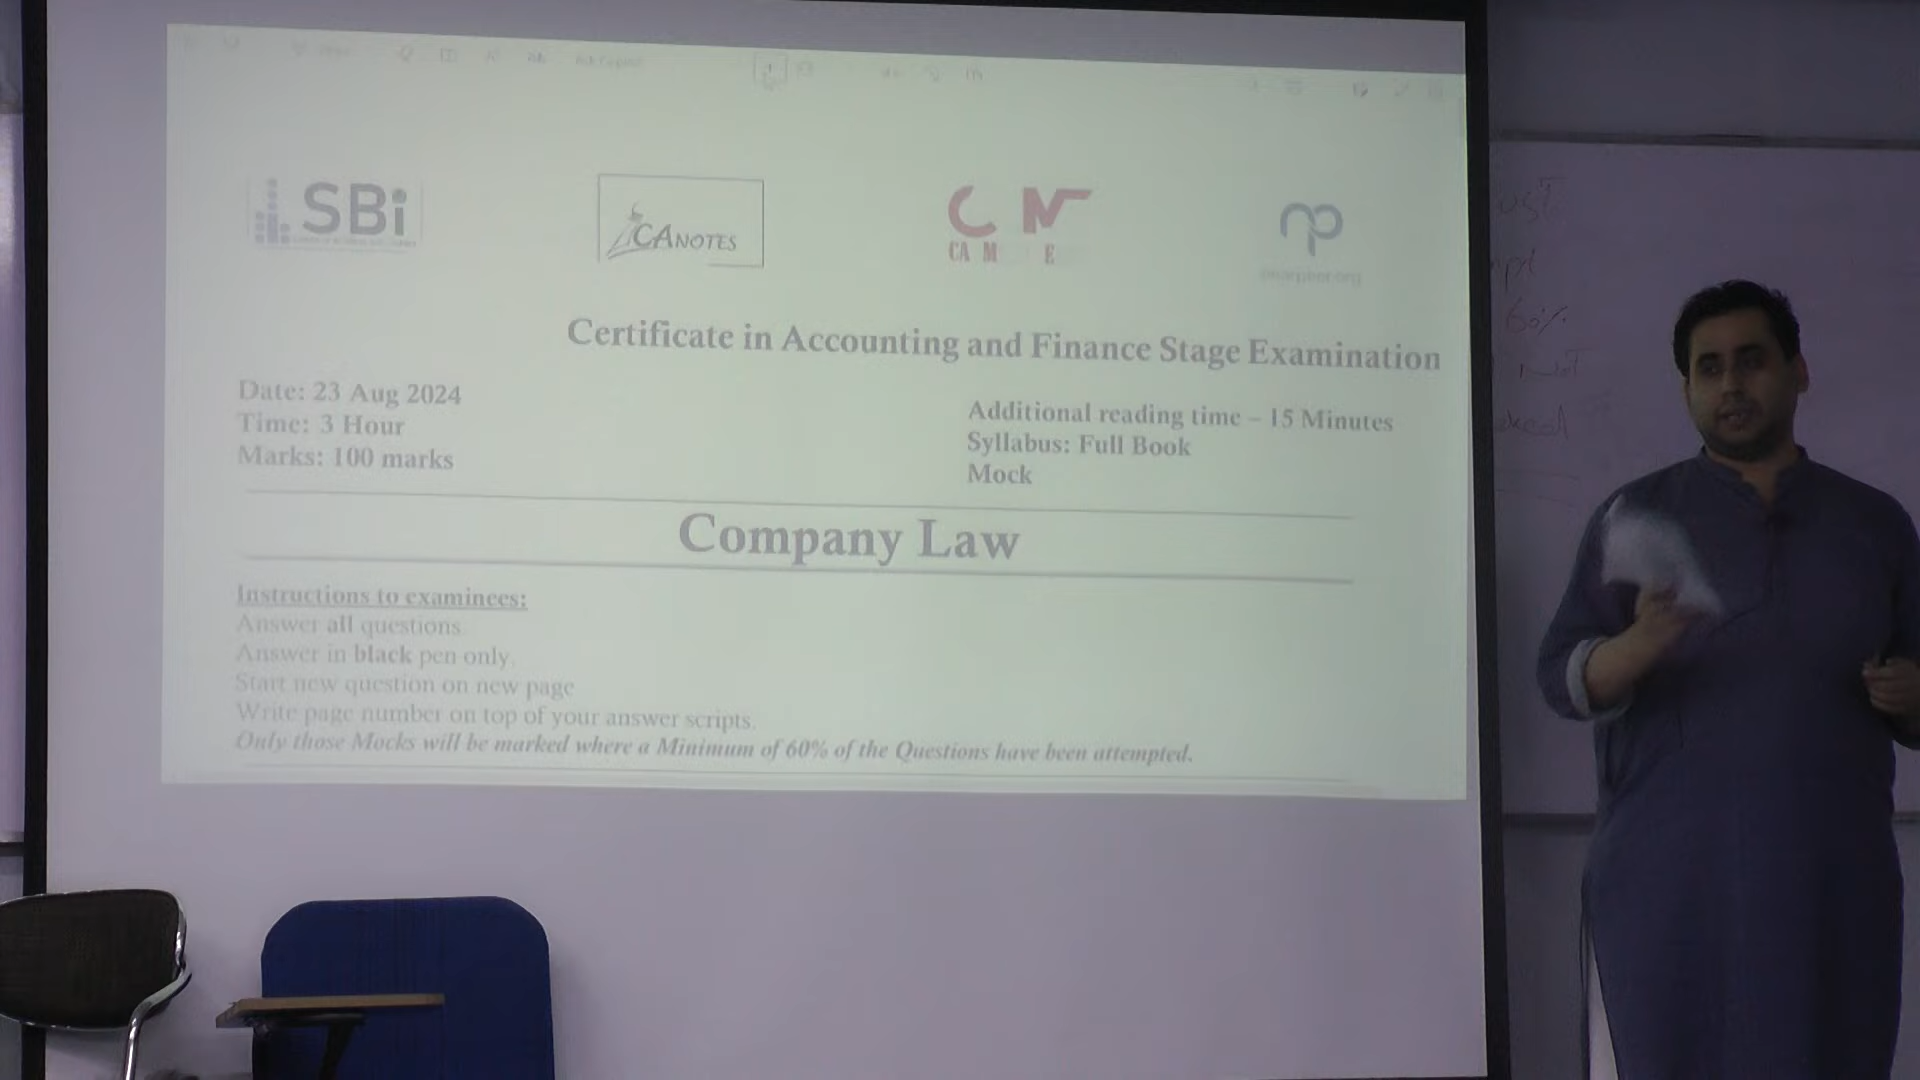 SBi
CANOTES
CA M E
np
Certificate in Accounting and Finance Stage Examination
Date: 23 Aug 2024
Time: 3 Hour
Marks: 100 marks
Additional reading time – 15 Minutes
Syllabus: Full Book
Mock
Company Law
Instructions to examinees:
Answer all questions
Answer in black pen only.
Start new question on new page
Write page number on top of your answer scripts.
Only those Mocks will be marked where a Minimum of 60% of the Questions have been attempted.
60%
Not